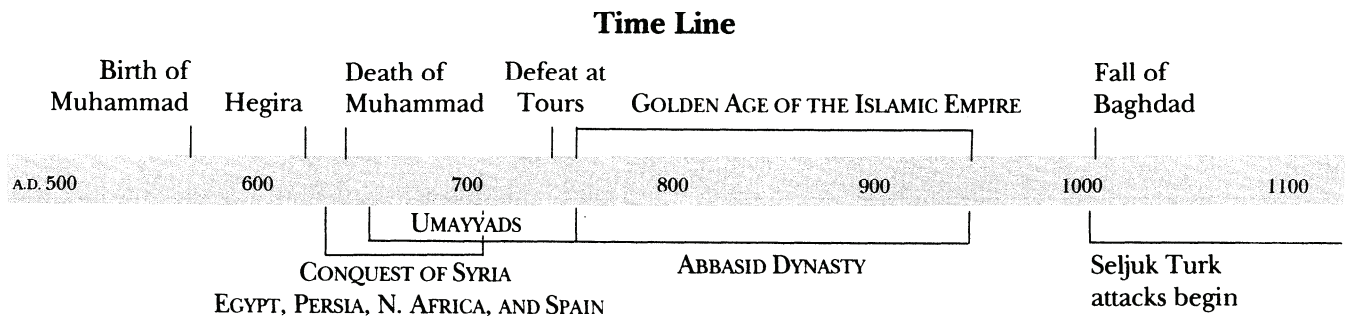 Time Line
Birth of
Muhammad
Hegira
Death of
Muhammad
Defeat at
Tours
GOLDEN AGE OF THE ISLAMIC EMPIRE
Fall of
Baghdad
A.D. 500 600 700 800 900 1000 1100
UMAYYADS
CONQUEST OF SYRIA
EGYPT, PERSIA, N. AFRICA, AND SPAIN
ABBASID DYNASTY
Seljuk Turk
attacks begin